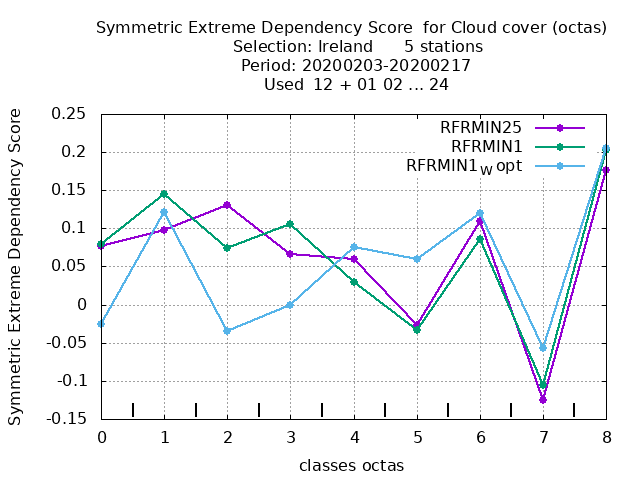 Symmetric Extreme Dependency Score  for Cloud cover (octas)
Selection: Ireland      5 stations
Period: 20200203-20200217
Used  12 + 01 02 ... 24
Symmetric Extreme Dependency Score
0.25
0.2
0.15
0.1
0.05
0
-0.05
-0.1
-0.15
RFRMIN25
RFRMIN1
RFRMIN1W opt
0 1 2 3 4 5 6 7 8
classes octas